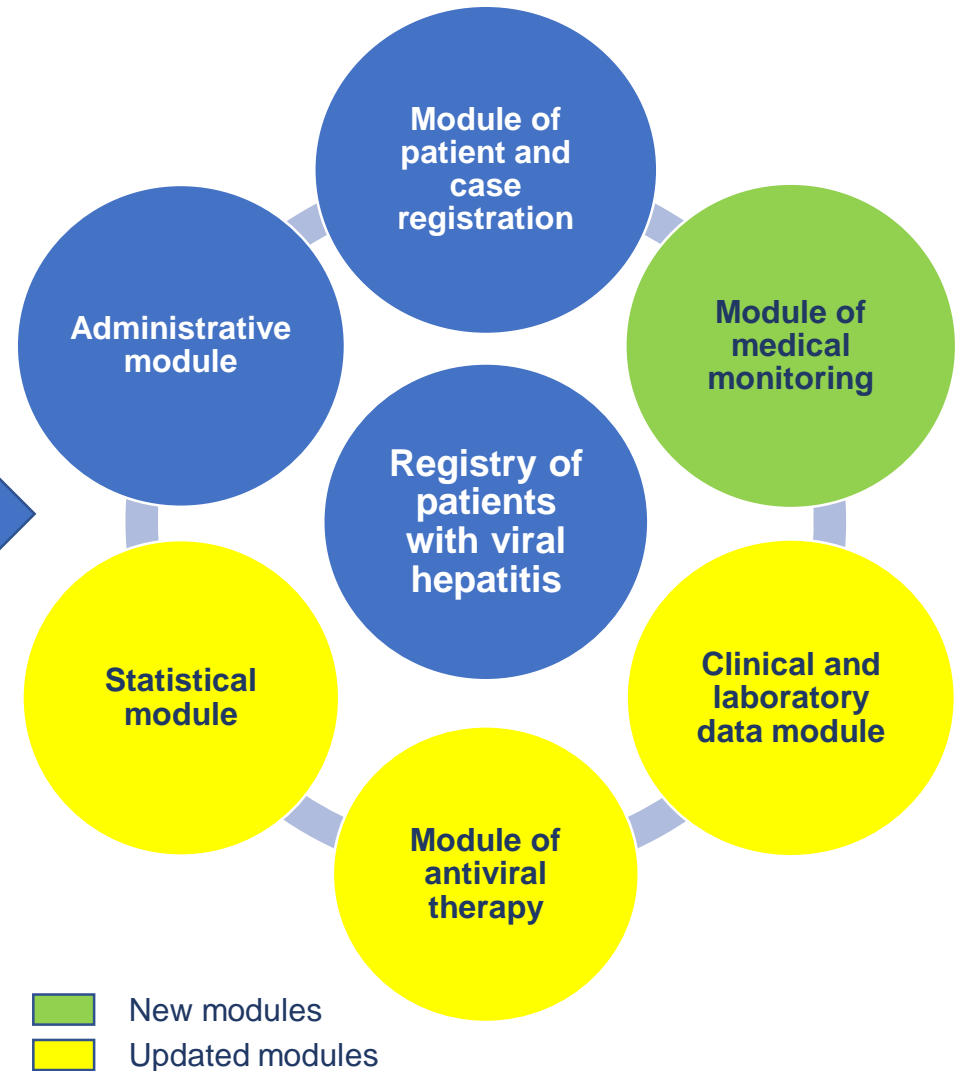 Module of
patient and
case
registration
Administrative
module
Module of
medical
monitoring
Registry of
patients
with viral
hepatitis
Statistical
module
Clinical and
laboratory
data module
Module of
antiviral
therapy
New modules
Updated modules